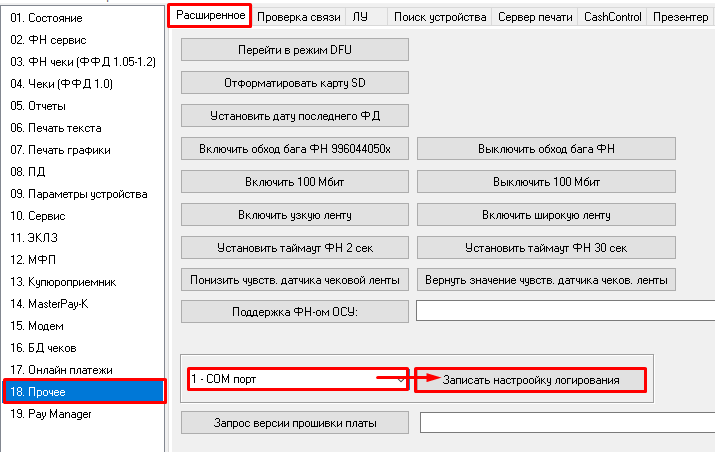 01. Состояние
02. ФН сервис
03. ФН чеки (ФФД 1.05-1.2)
04. Чеки (ФФД 1.0)
05. Отчеты
06. Печать текста
07. Печать графики
08. ПД
09. Параметры устройства
10. Сервис
11. ЭКЛЗ
12. МФП
13. Купюроприемник
14. MasterPay-K
15. Модем
16. БД чеков
17. Онлайн платежи
18. Прочее
19. Pay Manager
Расширенное Проверка связи ЛУ Поиск устройства Сервер печати CashControl Презентер
Перейти в режим DFU
Отформатировать карту SD
Установить дату последнего ФД
Включить обход бага ФН 996044050x Выключить обход бага ФН
Включить 100 Мбит Выключить 100 Мбит
Включить узкую ленту Включить широкую ленту
Установить таймаут ФН 2 сек Установить таймаут ФН 30 сек
Понизить чувств. датчика чековой ленты Вернуть значение чувств. датчика чеков. ленты
Поддержка ФН-ом ОСУ:
1 - COM порт Записать настроойку логирования
Запрос версии прошивки платы